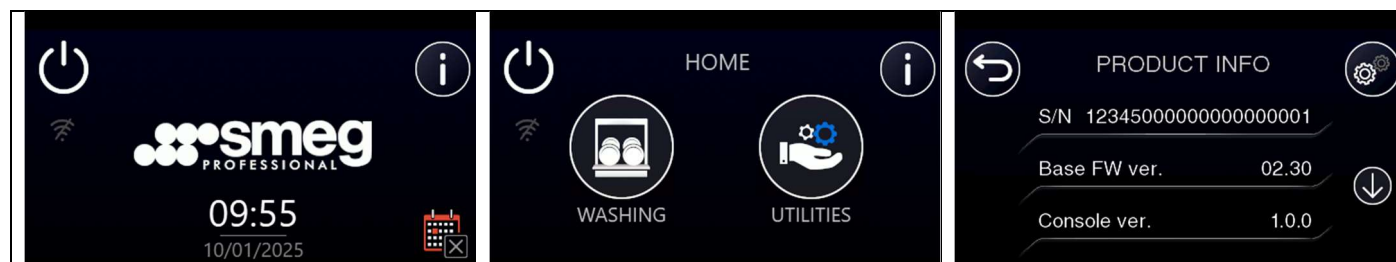 smeg
PROFESSIONAL
09:55
10/01/2025
HOME
WASHING
UTILITIES
PRODUCT INFO
S/N 12345000000000000001
Base FW ver. 02.30
Console ver. 1.0.0